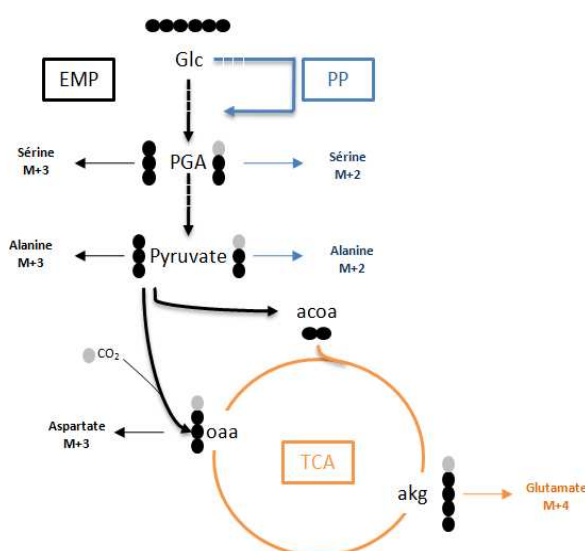 Glc
EMP
PP
Sérine
M+3
PGA
Sérine
M+2
Alanine
M+3
Pyruvate
Alanine
M+2
acoa
CO₂
Aspartate
M+3
oaa
TCA
akg
Glutamate
M+4